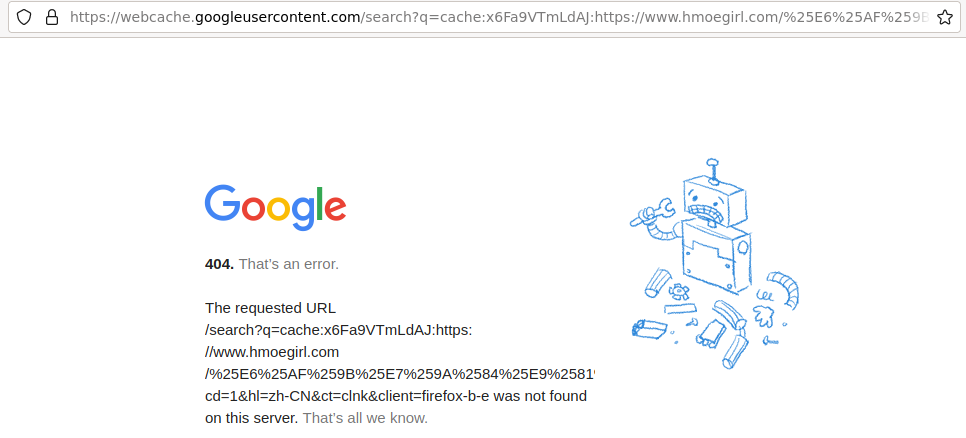 https://webcache.googleusercontent.com/search?q=cache:x6Fa9VTmLdAJ:https://www.hmoegirl.com/%25E6%25AF%259B
Google
404. That's an error.
The requested URL
/search?q=cache:x6Fa9VTmLdAJ:https:
//www.hmoegirl.com
/%25E6%25AF%259B%25E7%259A%2584%25E9%2581%
cd=1&hl=zh-CN&ct=clnk&client=firefox-b-e was not found
on this server. That's all we know.